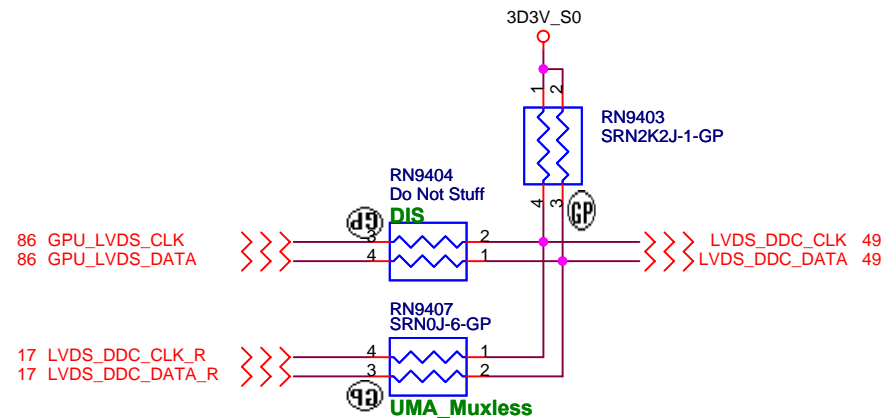 3D3V_S0
1 2
RN9403
SRN2K2J-1-GP
4 3
GP
RN9404
Do Not Stuff
DIS
GP
86 GPU_LVDS_CLK 3 2 LVDS_DDC_CLK 49
86 GPU_LVDS_DATA 4 1 LVDS_DDC_DATA 49
RN9407
SRN0J-6-GP
17 LVDS_DDC_CLK_R 4 1
17 LVDS_DDC_DATA_R 3 2
GP
UMA_Muxless